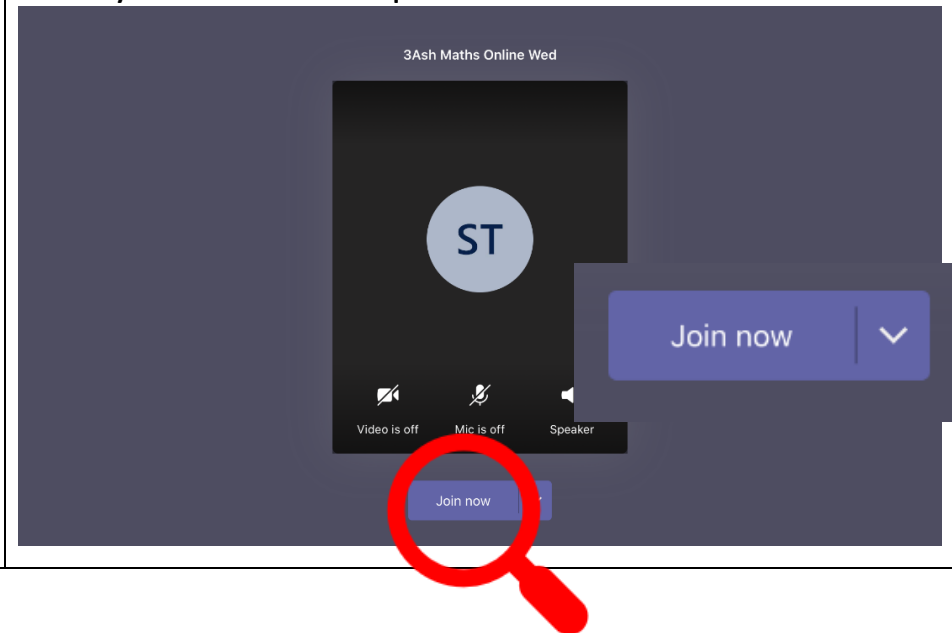 3Ash Maths Online Wed
ST
Join now
Video is off Mic is off Speaker
Join now